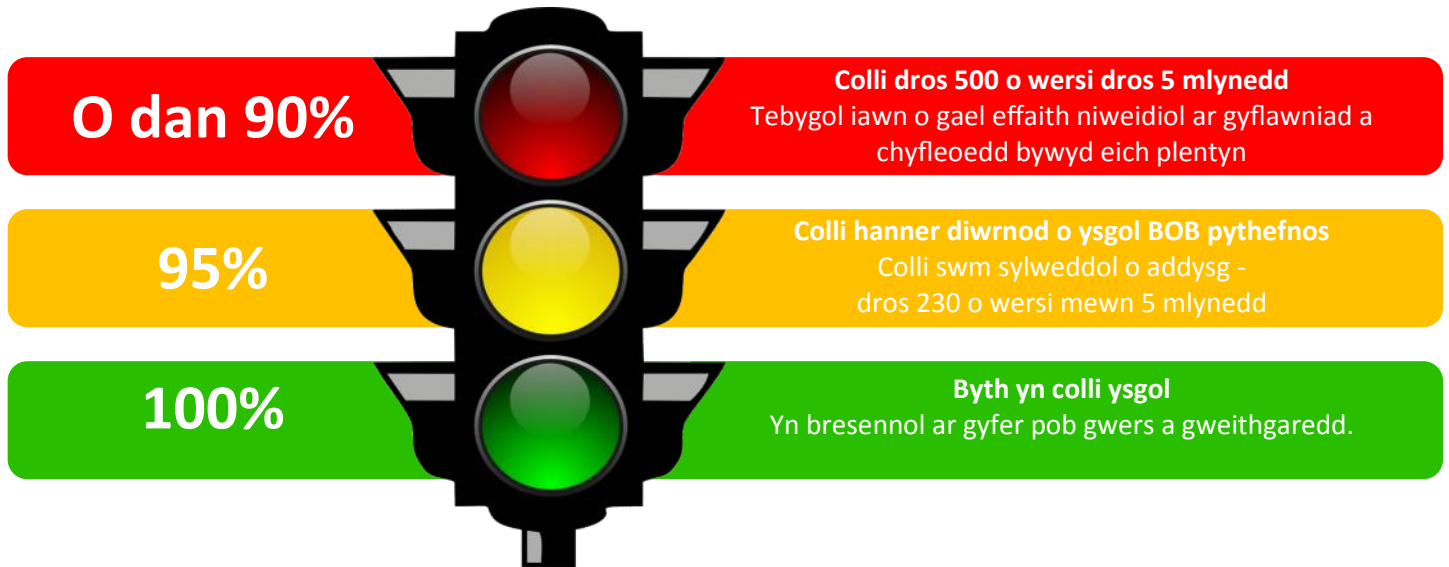 O dan 90%
Colli dros 500 o wersi dros 5 mlynedd
Tebygol iawn o gael effaith niweidiol ar gyflawniad a
chyfleoedd bywyd eich plentyn
95%
Colli hanner diwrnod o ysgol BOB pythefnos
Colli swm sylweddol o addysg -
dros 230 o wersi mewn 5 mlynedd
100%
Byth yn colli ysgol
Yn bresennol ar gyfer pob gwers a gweithgaredd.